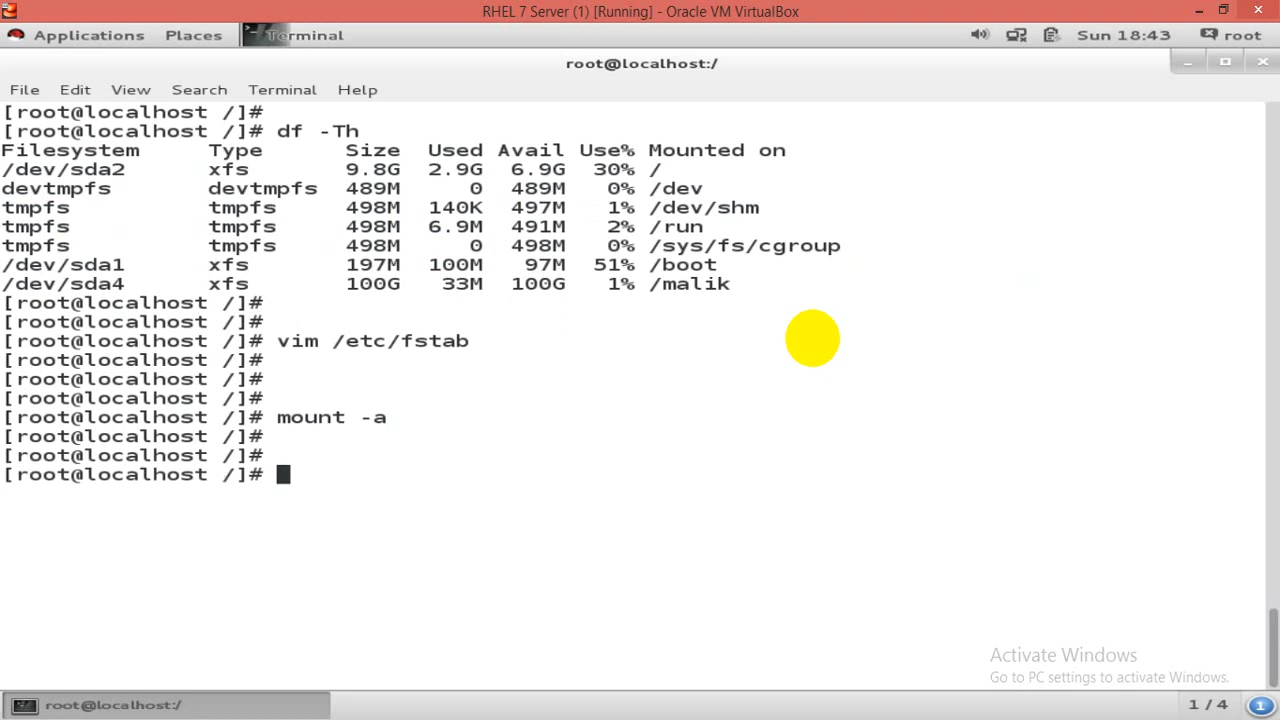 RHEL 7 Server (1) [Running] - Oracle VM VirtualBox
Applications Places Terminal Sun 18:43 root
root@localhost:/
File Edit View Search Terminal Help
[root@localhost /]#
[root@localhost /]# df -Th
Filesystem Type Size Used Avail Use% Mounted on
/dev/sda2 xfs 9.8G 2.9G 6.9G 30% /
devtmpfs devtmpfs 489M 0 489M 0% /dev
tmpfs tmpfs 498M 140K 497M 1% /dev/shm
tmpfs tmpfs 498M 6.9M 491M 2% /run
tmpfs tmpfs 498M 0 498M 0% /sys/fs/cgroup
/dev/sda1 xfs 197M 100M 97M 51% /boot
/dev/sda4 xfs 100G 33M 100G 1% /malik
[root@localhost /]#
[root@localhost /]#
[root@localhost /]# vim /etc/fstab
[root@localhost /]#
[root@localhost /]#
[root@localhost /]#
[root@localhost /]# mount -a
[root@localhost /]#
[root@localhost /]#
[root@localhost /]#
Activate Windows
Go to PC settings to activate Windows.
root@localhost:/ 1 / 4 1